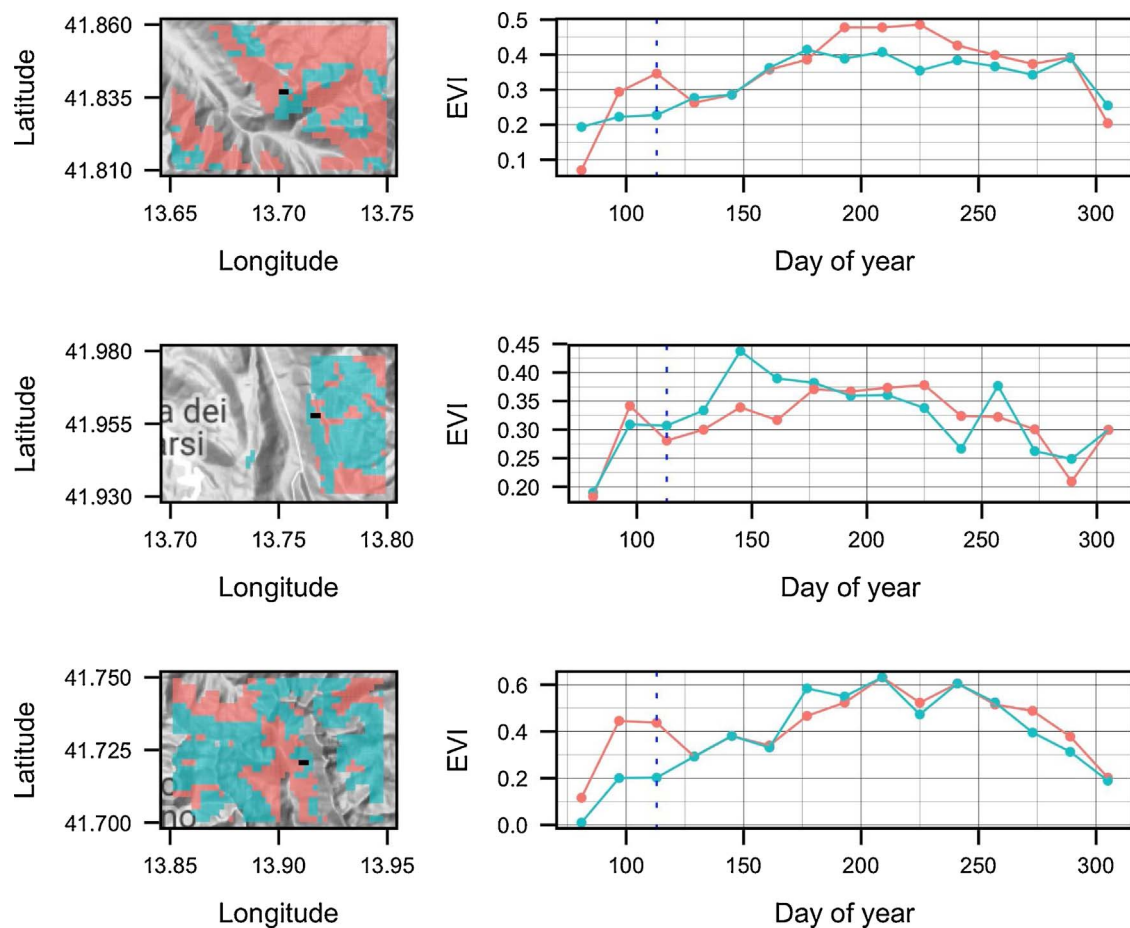 41.860
41.835
41.810
Latitude
13.65 13.70 13.75
Longitude
0.5
0.4
0.3
0.2
0.1
EVI
100 150 200 250 300
Day of year
41.980
41.955
41.930
Latitude
a dei
arsi
13.70 13.75 13.80
Longitude
0.45
0.40
0.35
0.30
0.25
0.20
EVI
100 150 200 250 300
Day of year
41.750
41.725
41.700
Latitude
no
13.85 13.90 13.95
Longitude
0.6
0.4
0.2
0.0
EVI
100 150 200 250 300
Day of year